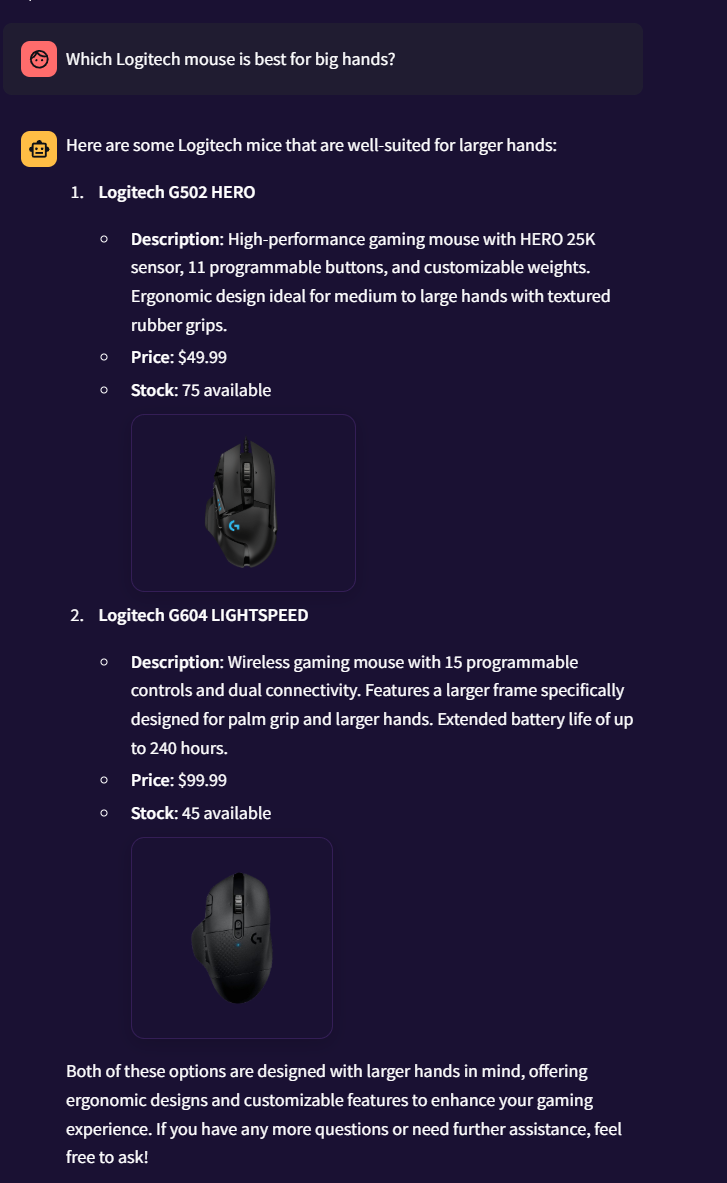 Which Logitech mouse is best for big hands?
Here are some Logitech mice that are well-suited for larger hands:
1. Logitech G502 HERO
Description: High-performance gaming mouse with HERO 25K
sensor, 11 programmable buttons, and customizable weights.
Ergonomic design ideal for medium to large hands with textured
rubber grips.
Price: $49.99
Stock: 75 available
2. Logitech G604 LIGHTSPEED
Description: Wireless gaming mouse with 15 programmable
controls and dual connectivity. Features a larger frame specifically
designed for palm grip and larger hands. Extended battery life of up
to 240 hours.
Price: $99.99
Stock: 45 available
Both of these options are designed with larger hands in mind, offering
ergonomic designs and customizable features to enhance your gaming
experience. If you have any more questions or need further assistance, feel
free to ask!